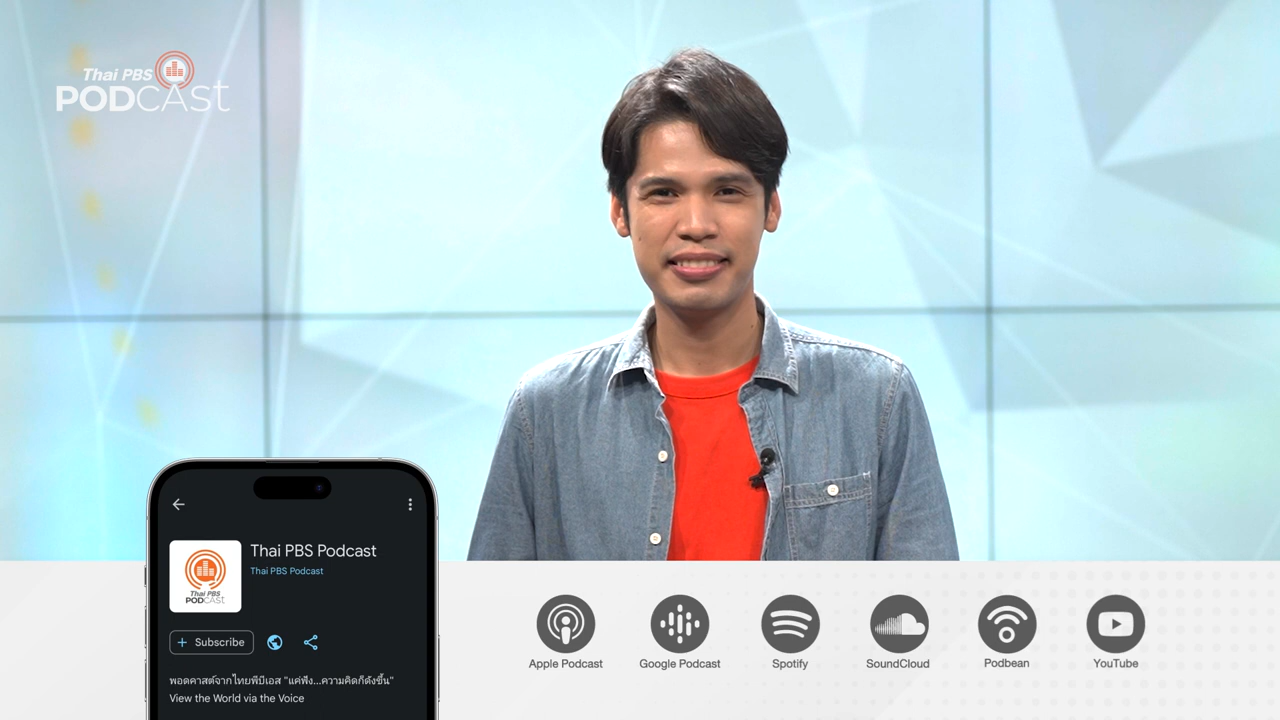 Thai PBS
PODCAST
Thai PBS Podcast
Thai PBS Podcast
Thai PBS
PODCAST
+ Subscribe
พอดคาสต์จากไทยพีบีเอส "แค่ฟัง...ความคิดก็ดังขึ้น"
View the World via the Voice
Apple Podcast
Google Podcast
Spotify
SoundCloud
Podbean
YouTube